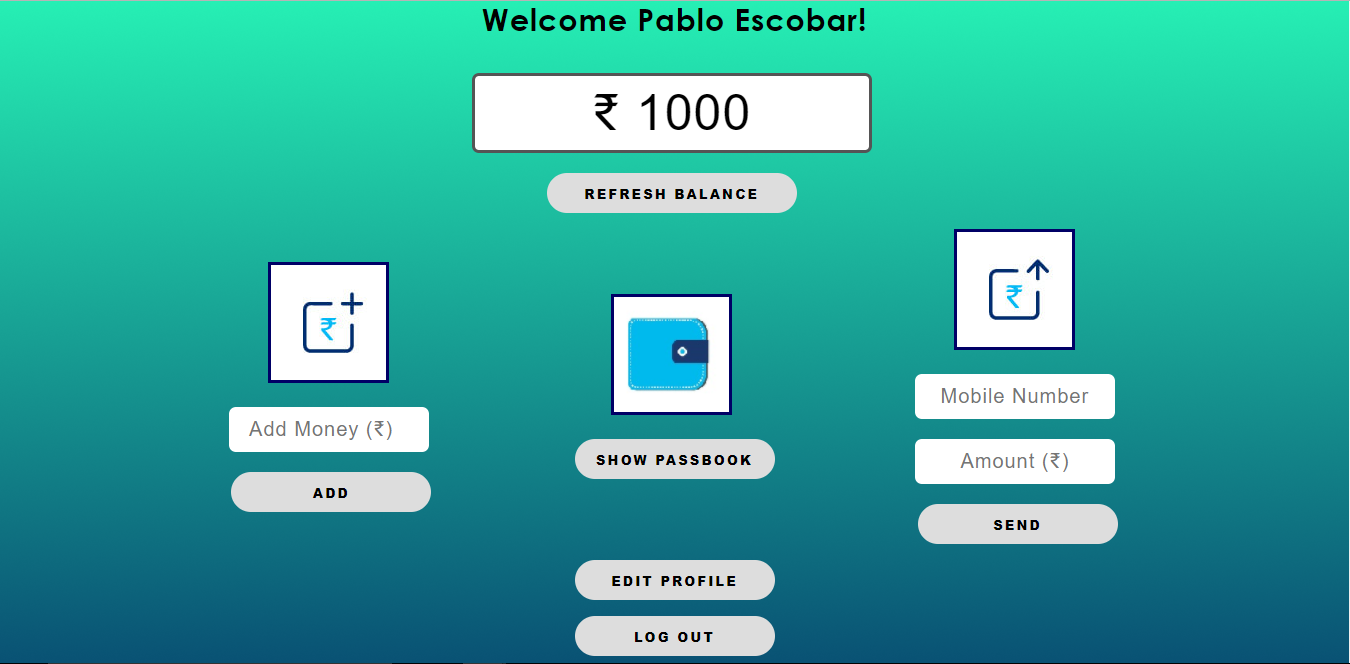 Welcome Pablo Escobar!
₹ 1000
REFRESH BALANCE
₹
Add Money (₹)
ADD
SHOW PASSBOOK
₹
Mobile Number
Amount (₹)
SEND
EDIT PROFILE
LOG OUT